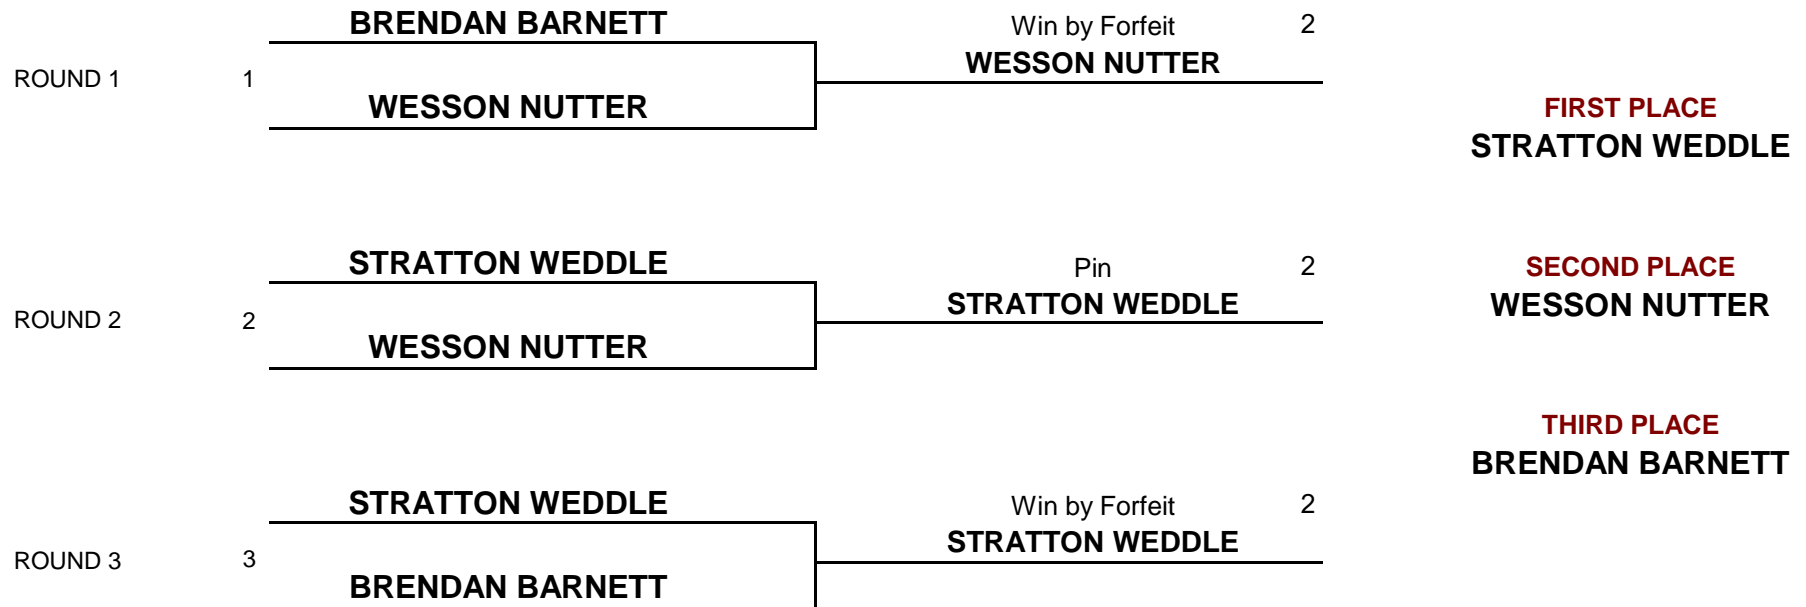 BRENDAN BARNETT
Win by Forfeit 2
WESSON NUTTER
ROUND 1 1
WESSON NUTTER
FIRST PLACE
STRATTON WEDDLE
STRATTON WEDDLE
Pin 2
SECOND PLACE
STRATTON WEDDLE
WESSON NUTTER
ROUND 2 2
WESSON NUTTER
THIRD PLACE
BRENDAN BARNETT
STRATTON WEDDLE
Win by Forfeit 2
STRATTON WEDDLE
ROUND 3 3
BRENDAN BARNETT